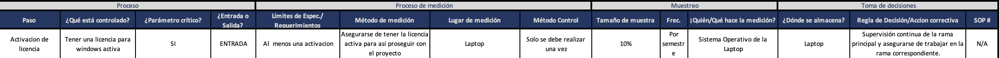 Proceso
Proceso de medición
Muestreo
Toma de decisiones
Paso
¿Qué está controlado?
¿Parámetro crítico?
¿Entrada o
Salida?
Límites de Espec./
Requerimientos
Método de medición
Lugar de medición
Método Control
Tamaño de muestra
Frec.
¡Quién/Qué hace la medición?
¿Dónde se almacena?
Regla de Decisión/Accion correctiva
SOP #
Activacion de
licencia
Tener una licencia para
windows activa
SI
ENTRADA
Al menos una activacion
Asegurarse de tener la licencia
activa para asi proseguir con
el proyecto
Laptop
Solo se debe realizar
una vez
10%
Por
semestr
e
Sistema Operativo de la
Laptop
Laptop
Supervisión continua de la rama
principal y asegurarse de trabajar en la
rama correspondiente.
N/A